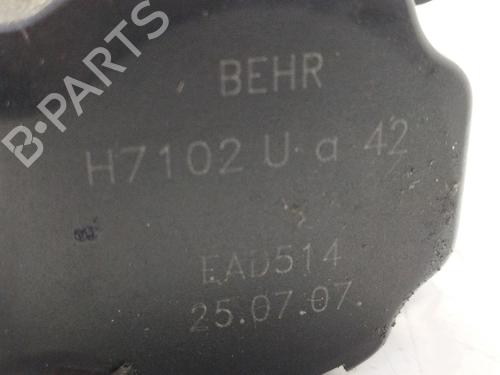 BEHR
H7102 U a 42
EAD514
25.07.07.
B-PARTS